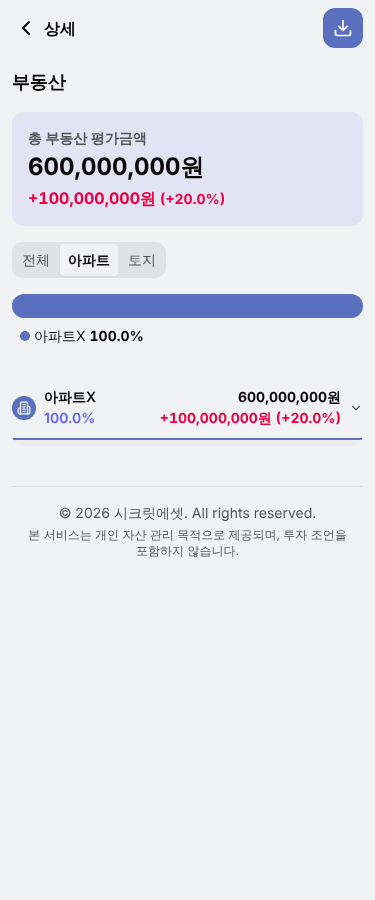 상세
부동산
총 부동산 평가금액
600,000,000원
+100,000,000원 (+20.0%)
전체 아파트 토지
아파트X 100.0%
아파트X 600,000,000원
100.0% +100,000,000원 (+20.0%)
© 2026 시크릿에셋. All rights reserved.
본 서비스는 개인 자산 관리 목적으로 제공되며, 투자 조언을
포함하지 않습니다.